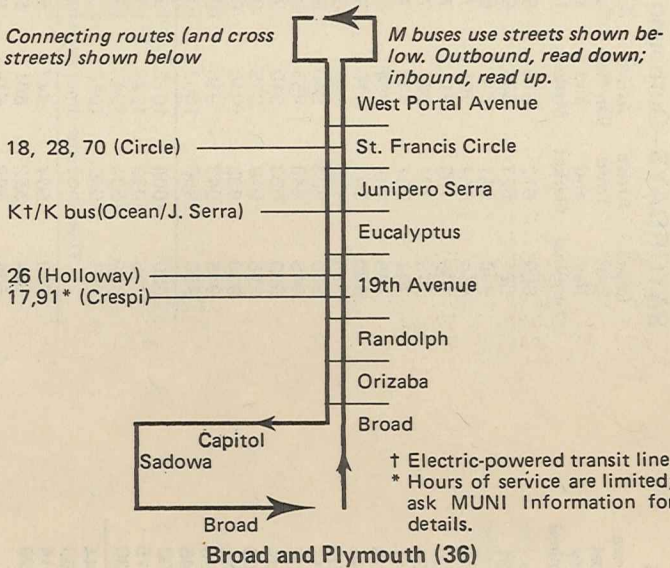 Connecting routes (and cross
streets) shown below
M buses use streets shown be-
low. Outbound, read down;
inbound, read up.
West Portal Avenue
18, 28, 70 (Circle)
St. Francis Circle
Junipero Serra
K†/K bus(Ocean/J. Serra)
Eucalyptus
26 (Holloway)
19th Avenue
17,91* (Crespi)
Randolph
Orizaba
Broad
Capitol
Sadowa
† Electric-powered transit line
* Hours of service are limited,
ask MUNI Information for
details.
Broad
Broad and Plymouth (36)